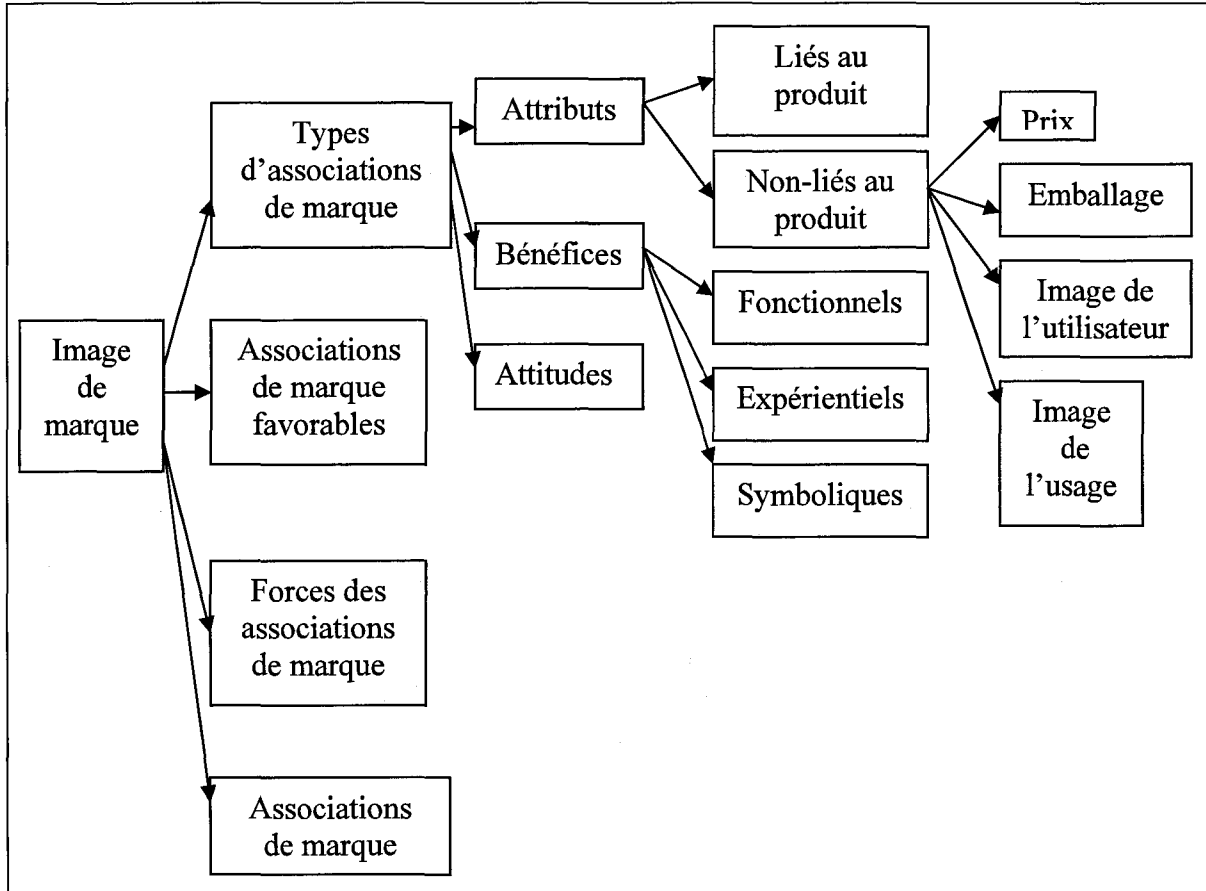 Image
de
marque
Types
d'associations
de marque
Associations
de marque
favorables
Forces des
associations
de marque
Associations
de marque
Attributs
Bénéfices
Attitudes
Liés au
produit
Non-liés au
produit
Fonctionnels
Expérientiels
Symboliques
Prix
Emballage
Image de
l'utilisateur
Image
de
l'usage